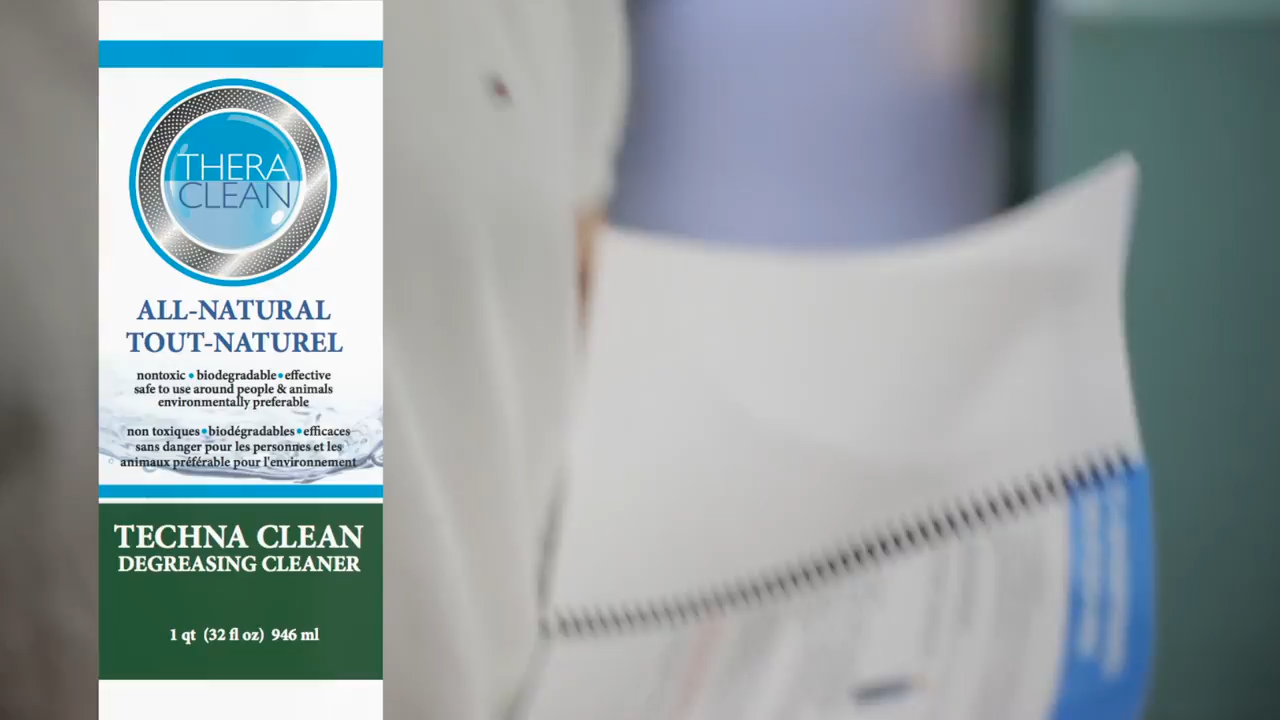 THERA
CLEAN
ALL-NATURAL
TOUT-NATUREL
nontoxic • biodegradable • effective
safe to use around people & animals
environmentally preferable
non toxiques • biodégradables • efficaces
sans danger pour les personnes et les
animaux préférable pour l'environnement
TECHNA CLEAN
DEGREASING CLEANER
1 qt (32 fl oz) 946 ml